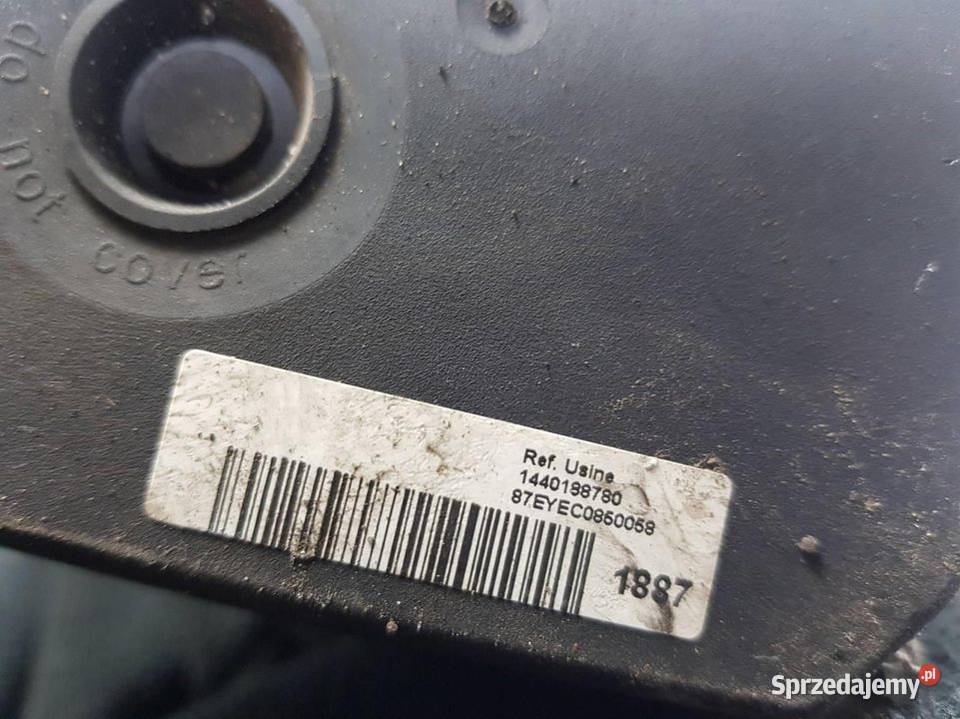 do not cover
Ref. Usine
1440198780
87EYEC0850058
1887
Sprzedajemy.pl